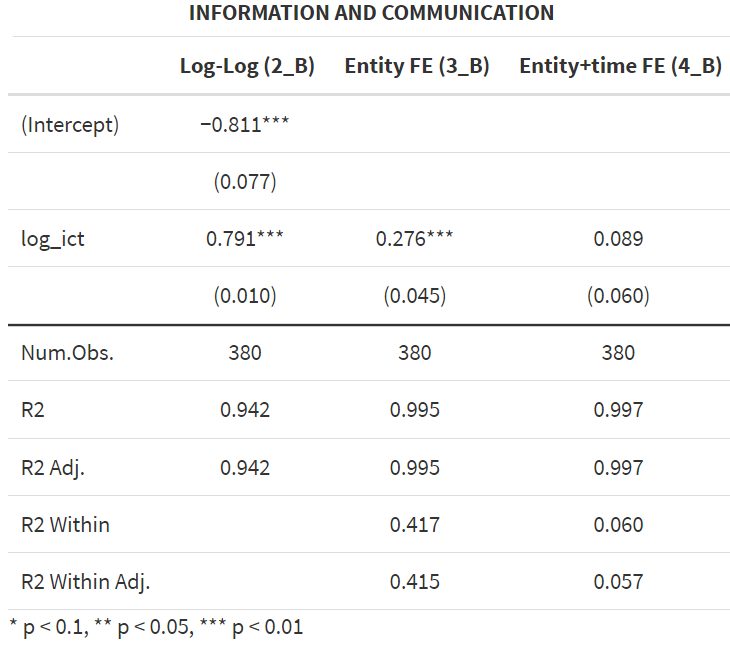 INFORMATION AND COMMUNICATION
Log-Log (2_B) Entity FE (3_B) Entity+time FE (4_B)
(Intercept) −0.811***
(0.077)
log_ict 0.791*** 0.276*** 0.089
(0.010) (0.045) (0.060)
Num.Obs. 380 380 380
R2 0.942 0.995 0.997
R2 Adj. 0.942 0.995 0.997
R2 Within 0.417 0.060
R2 Within Adj. 0.415 0.057
* p < 0.1, ** p < 0.05, *** p < 0.01